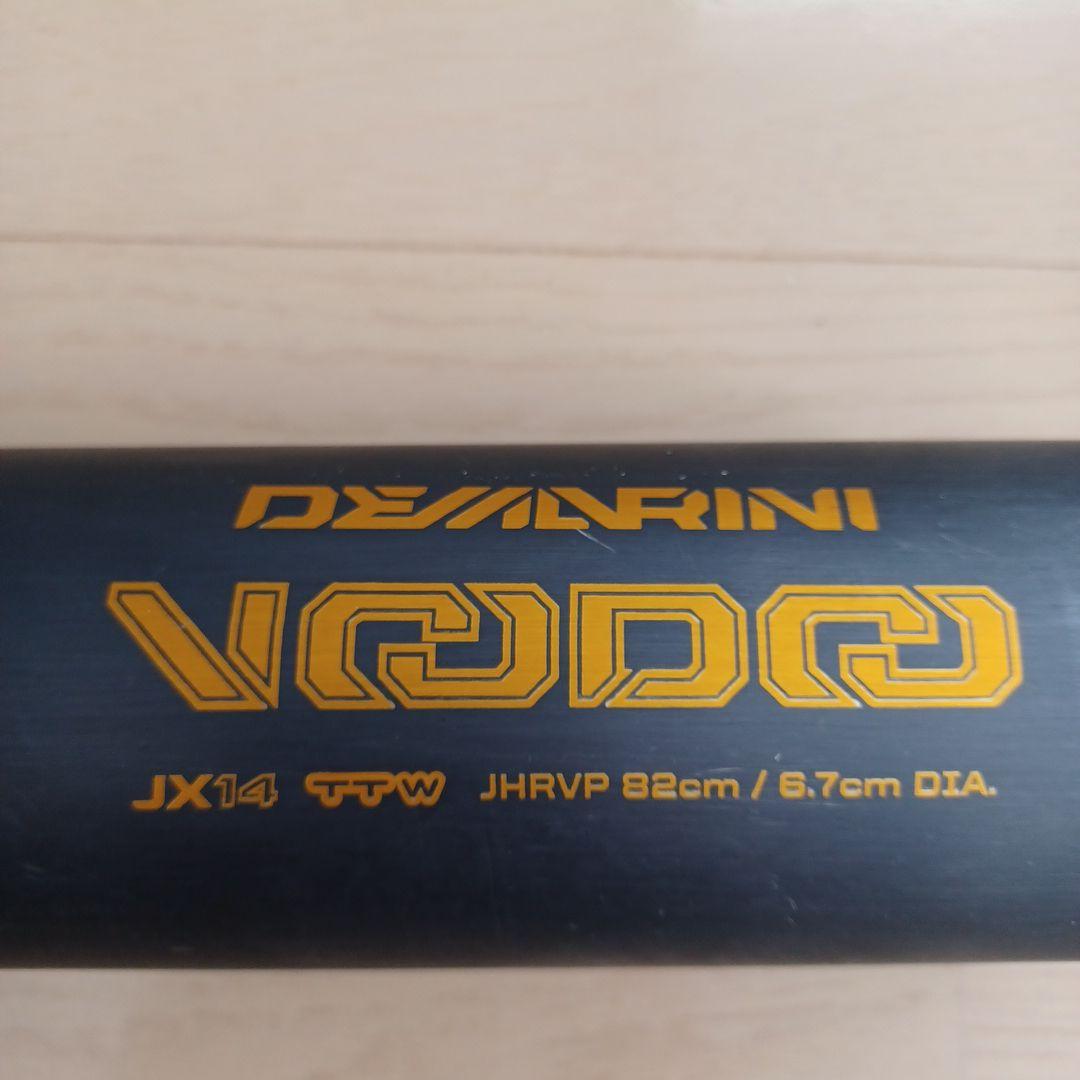 DEMARINI
VOODOO
JX14 TTW JHRVP 82cm / 6.7cm DIA.